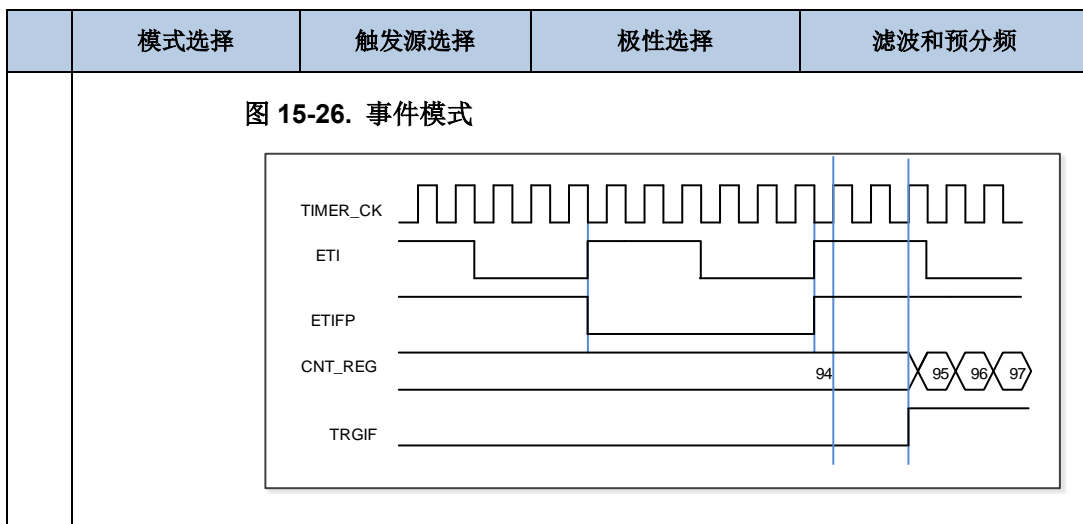 模式选择 触发源选择 极性选择 滤波和预分频
图 15-26. 事件模式
TIMER_CK
ETI
ETIFP
CNT_REG 94 95 96 97
TRGIF